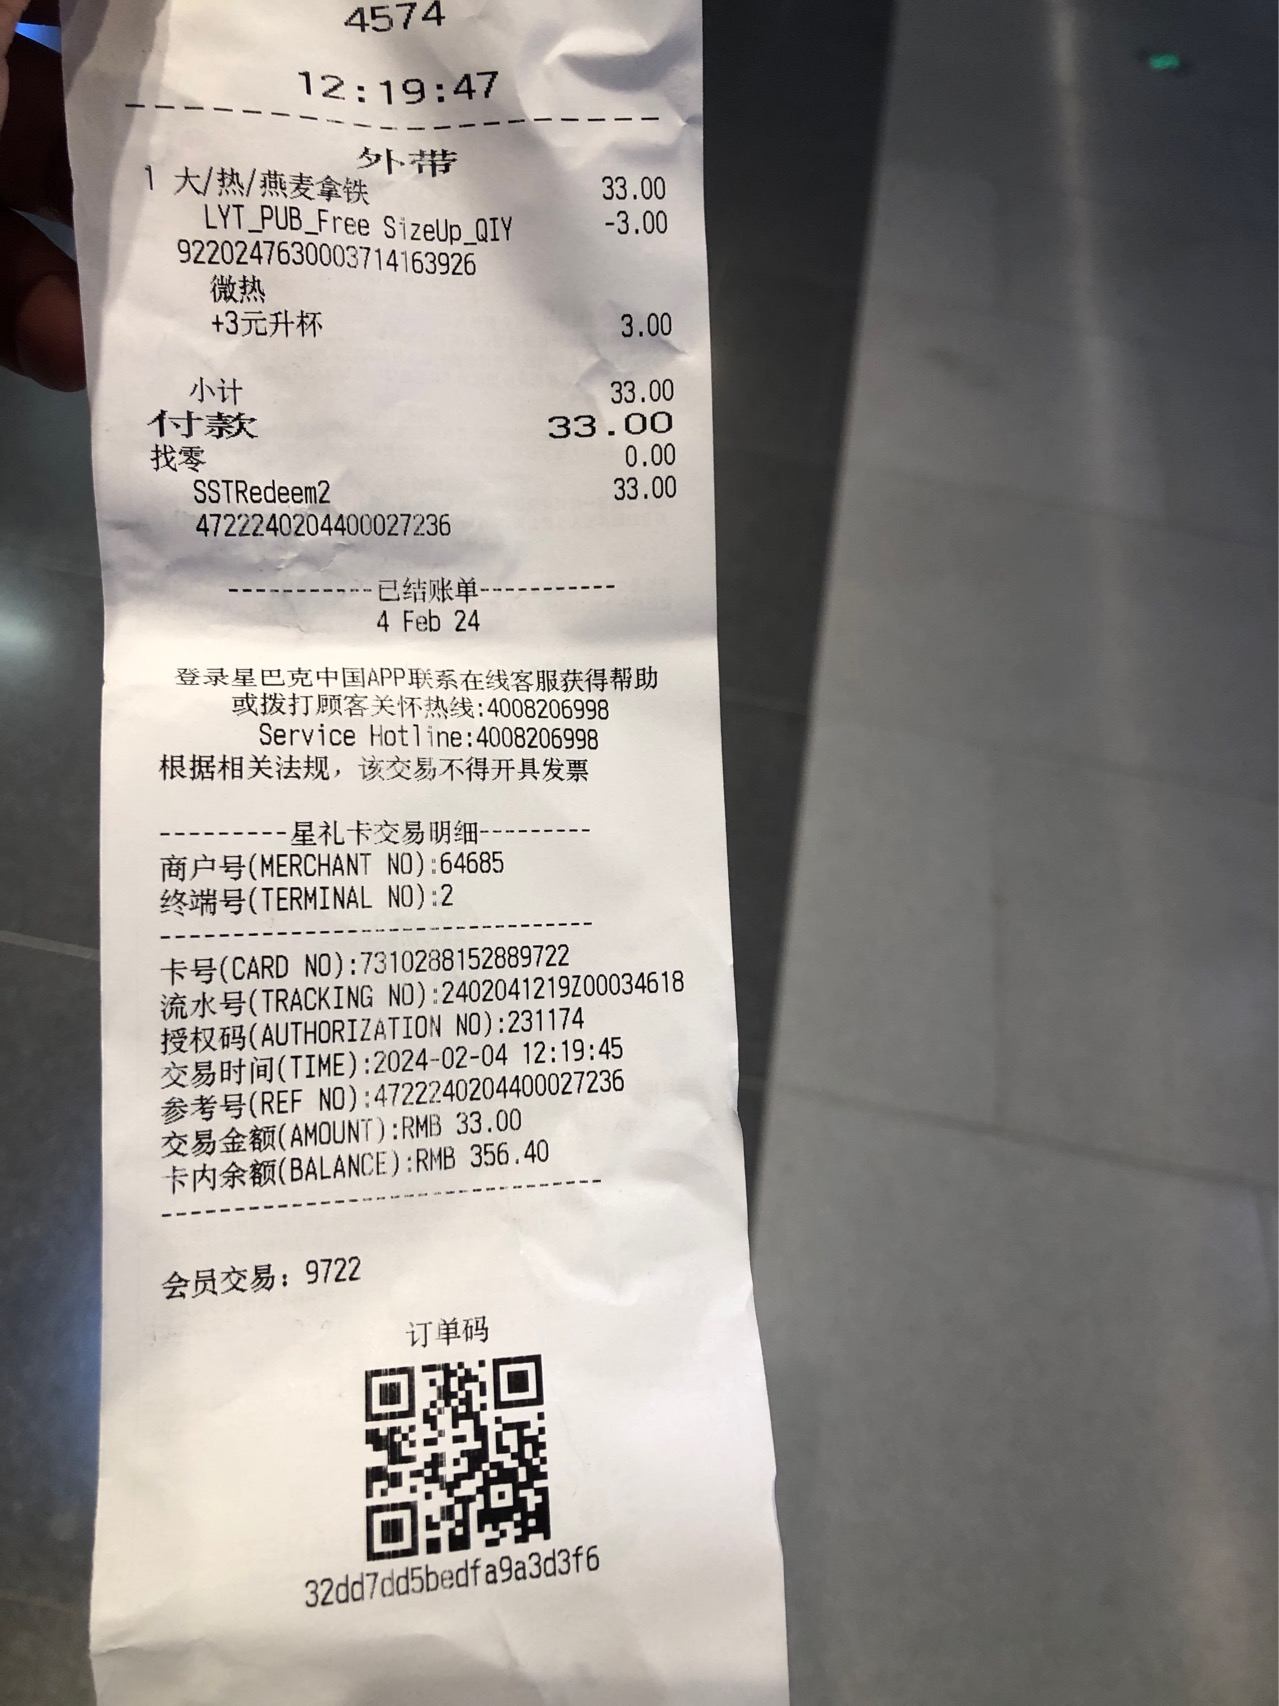 4574
12:19:47
--------------------------------
外带
1 大/热/燕麦拿铁 33.00
LYT_PUB_Free SizeUp_QIY -3.00
9220247630003714163926
微热
+3元升杯 3.00
小计 33.00
付款 33.00
找零 0.00
SSTRedeem2 33.00
4722240204400027236
-----------已结账单-----------
4 Feb 24
登录星巴克中国APP联系在线客服获得帮助
或拨打顾客关怀热线:4008206998
Service Hotline:4008206998
根据相关法规，该交易不得开具发票
---------星礼卡交易明细---------
商户号(MERCHANT NO):64685
终端号(TERMINAL NO):2
--------------------------------
卡号(CARD NO):7310288152889722
流水号(TRACKING NO):2402041219Z00034618
授权码(AUTHORIZATION NO):231174
交易时间(TIME):2024-02-04 12:19:45
参考号(REF NO):4722240204400027236
交易金额(AMOUNT):RMB 33.00
卡内余额(BALANCE):RMB 356.40
--------------------------------
会员交易: 9722
订单码
32dd7dd5bedfa9a3d3f6